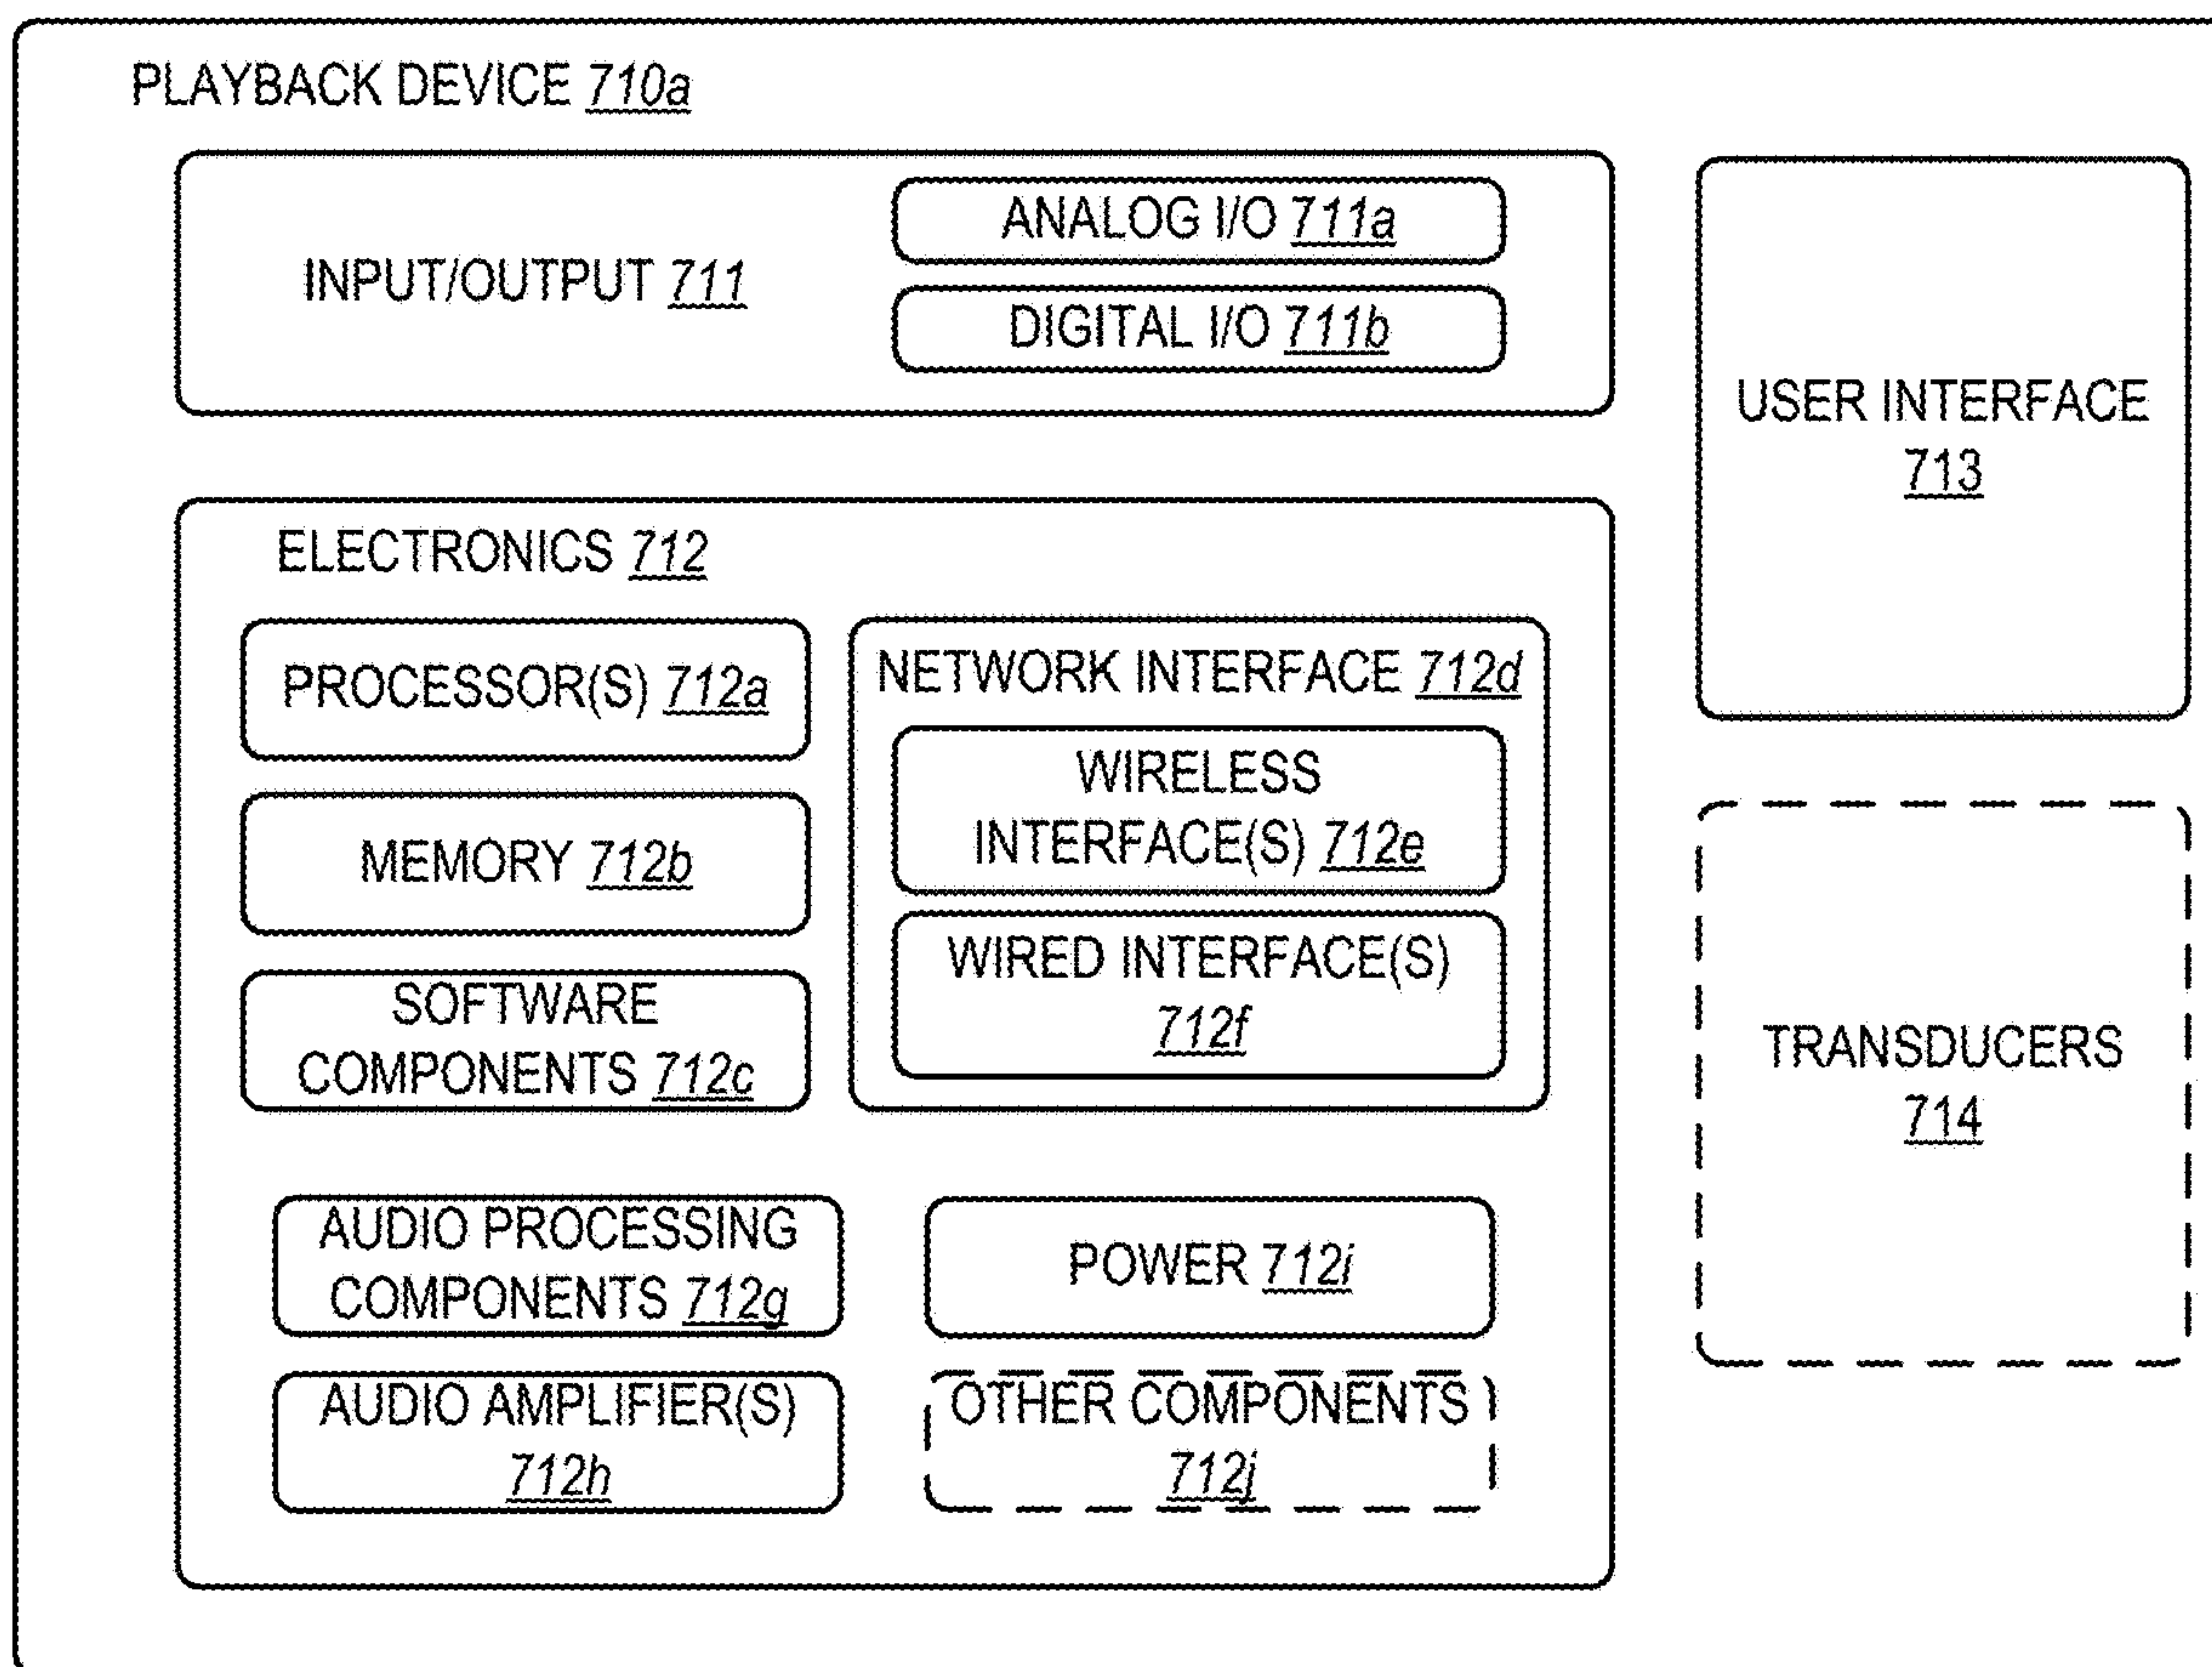 PLAYBACK DEVICE 710a
INPUT/OUTPUT 711
ANALOG I/O 711a
DIGITAL I/O 711b
USER INTERFACE
713
ELECTRONICS 712
PROCESSOR(S) 712a
MEMORY 712b
SOFTWARE
COMPONENTS 712c
NETWORK INTERFACE 712d
WIRELESS
INTERFACE(S) 712e
WIRED INTERFACE(S)
712f
TRANSDUCERS
714
AUDIO PROCESSING
COMPONENTS 712g
POWER 712i
AUDIO AMPLIFIER(S)
712h
OTHER COMPONENTS
712j